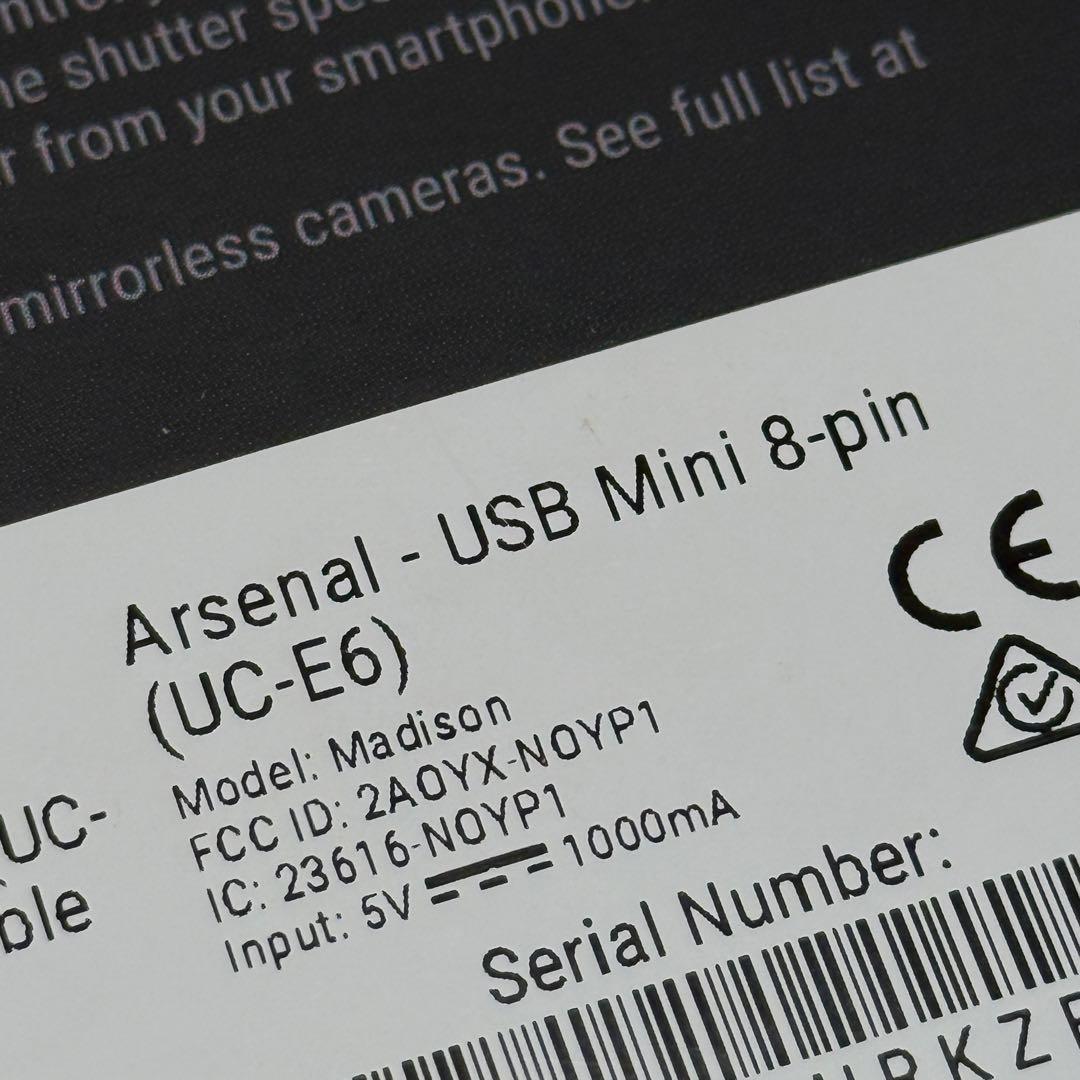 he shutter
r from your smartphone.
mirrorless cameras. See full list at
Arsenal - USB Mini 8-pin
(UC-E6)
Model: Madison
FCC ID: 2AOYX-NOYP1
IC: 23616-NOYP1
Input: 5V ⎓ 1000mA
UC-
ble
CE
Serial Number: